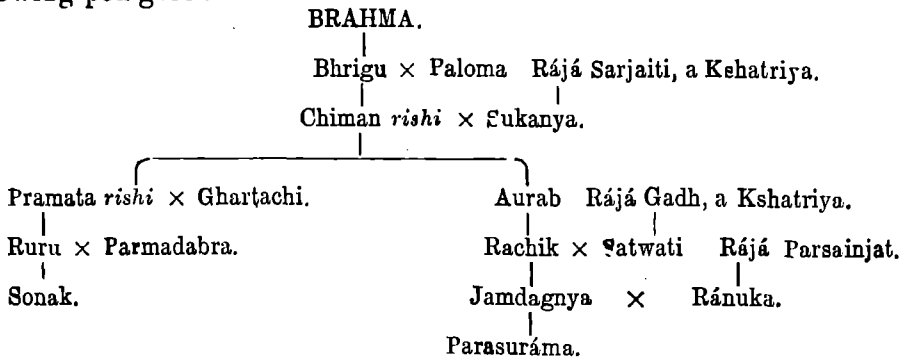 BRAHMA.
Bhrigu × Paloma Rájá Sarjaiti, a Kshatriya.
Chiman rishi × Sukanya.
Pramata rishi × Ghartachi. Aurab Rájá Gadh, a Kshatriya.
Ruru × Parmadabra. Rachik × Satwati Rájá Parsainjat.
Sonak. Jamdagnya × Ránuka.
Parasuráma.